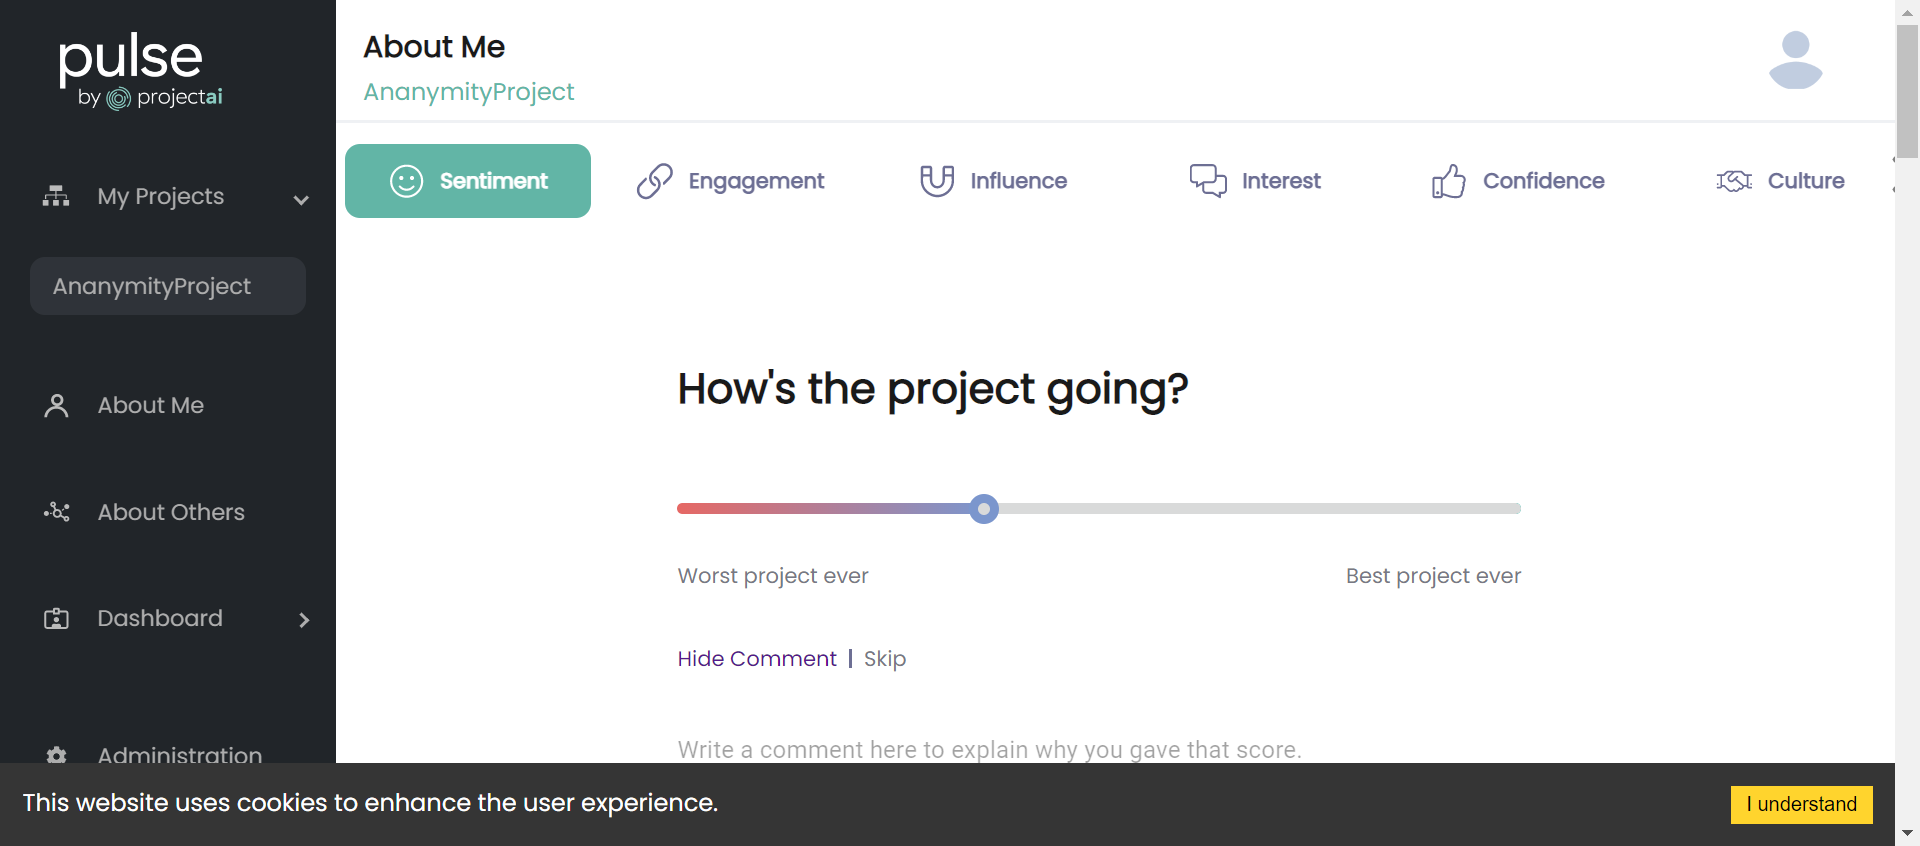 pulse
by projectai
My Projects
AnanymityProject
About Me
About Others
Dashboard
Administration
About Me
AnanymityProject
Sentiment
Engagement
Influence
Interest
Confidence
Culture
How's the project going?
Worst project ever
Best project ever
Hide Comment | Skip
Write a comment here to explain why you gave that score.
This website uses cookies to enhance the user experience.
I understand